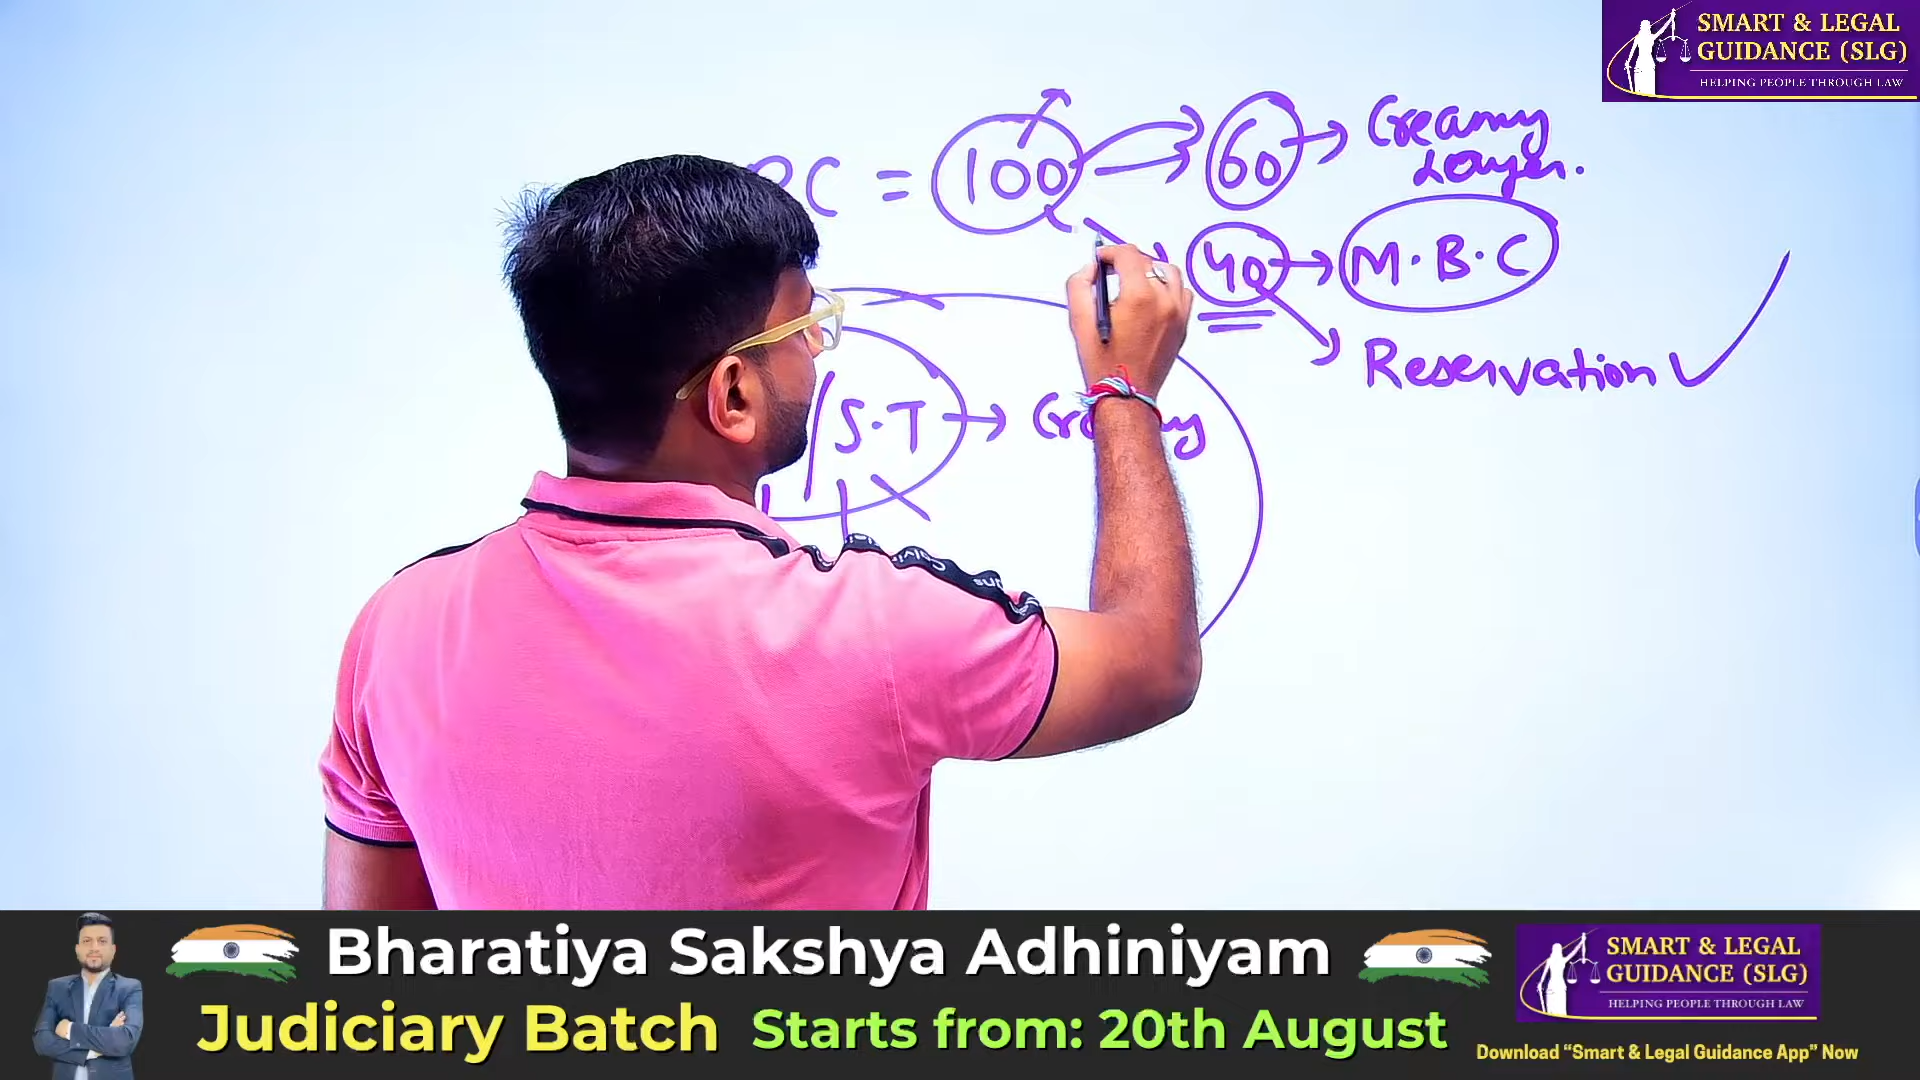 SMART & LEGAL
GUIDANCE (SLG)
HELPING PEOPLE THROUGH LAW
C = 100 → 60 → Creamy
Layer.
40 → M.B.C
Reservation
/ S.T →
Bharatiya Sakshya Adhiniyam
Judiciary Batch Starts from: 20th August
SMART & LEGAL
GUIDANCE (SLG)
HELPING PEOPLE THROUGH LAW
Download “Smart & Legal Guidance App” Now